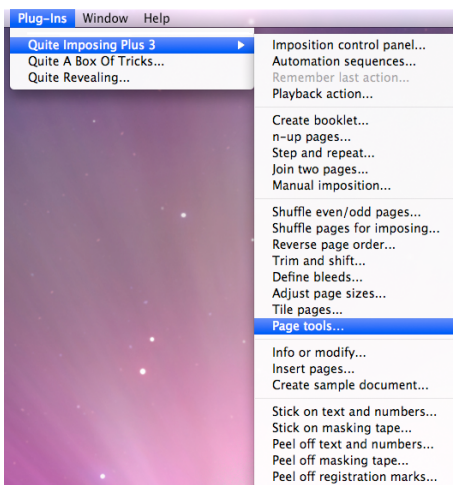 Plug-Ins Window Help
Quite Imposing Plus 3
Quite A Box Of Tricks...
Quite Revealing...
Imposition control panel...
Automation sequences...
Remember last action...
Playback action...
Create booklet...
n-up pages...
Step and repeat...
Join two pages...
Manual imposition...
Shuffle even/odd pages...
Shuffle pages for imposing...
Reverse page order...
Trim and shift...
Define bleeds...
Adjust page sizes...
Tile pages...
Page tools...
Info or modify...
Insert pages...
Create sample document...
Stick on text and numbers...
Stick on masking tape...
Peel off text and numbers...
Peel off masking tape...
Peel off registration marks...